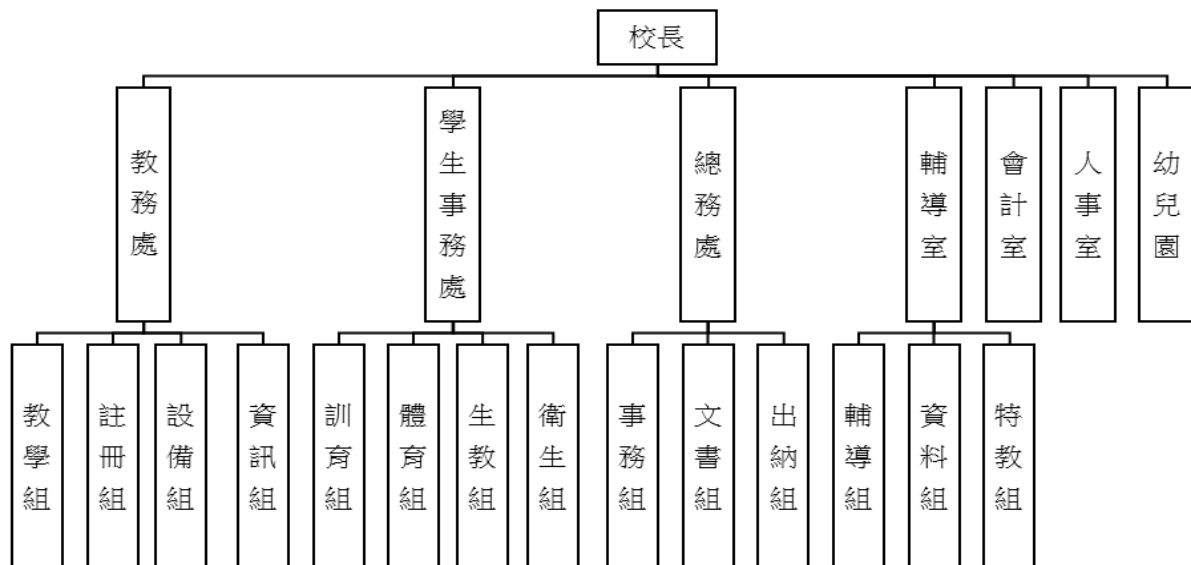 校長
教務處
學生事務處
總務處
輔導室
會計室
人事室
幼兒園
教學組
註冊組
設備組
資訊組
訓育組
體育組
生教組
衛生組
事務組
文書組
出納組
輔導組
資料組
特教組